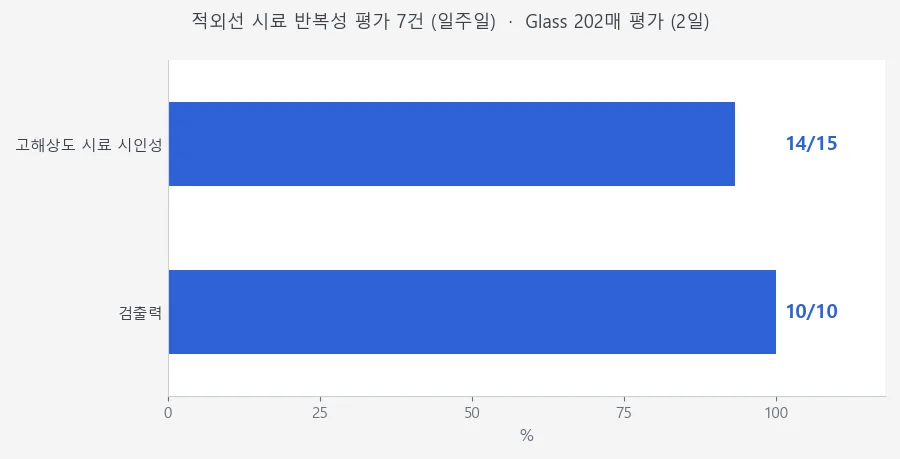 적외선 시료 반복성 평가 7건 (일주일) · Glass 202매 평가 (2일)
고해상도 시료 시인성
14/15
검출력
10/10
0 25 50 75 100
%